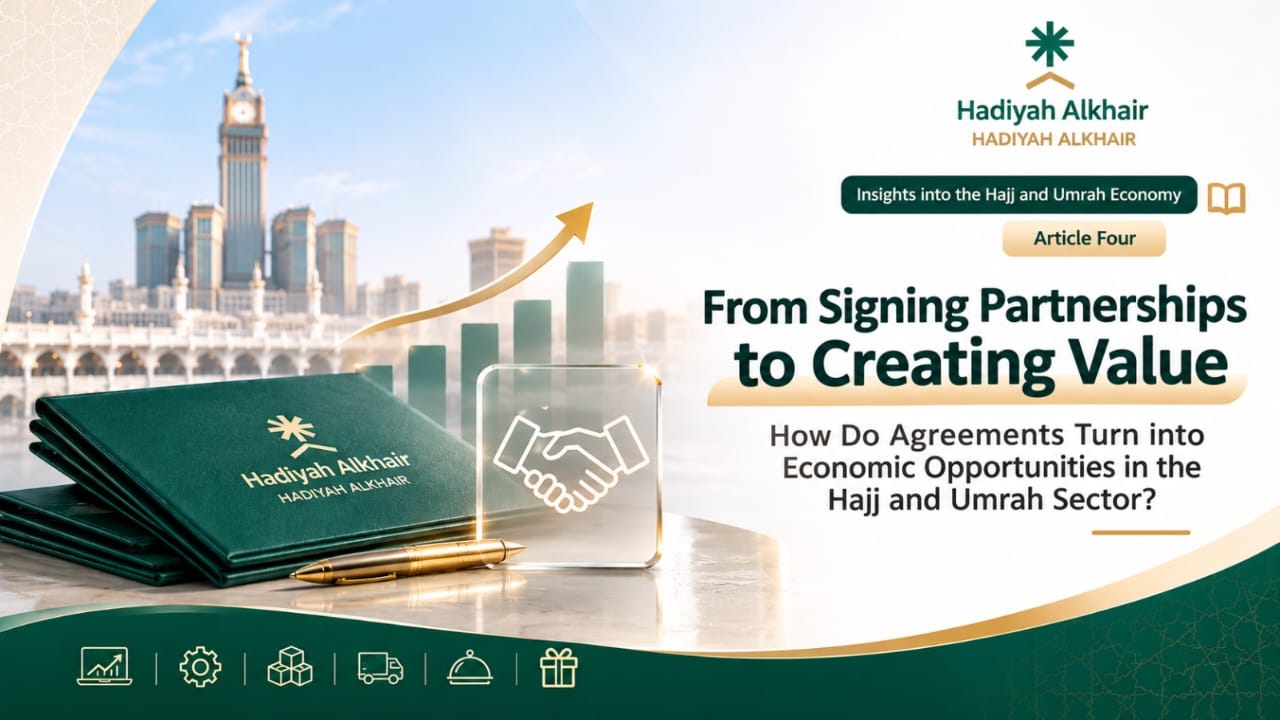 Hadiyah Alkhair
HADIYAH ALKHAIR
Insights into the Hajj and Umrah Economy
Article Four
From Signing Partnerships
to Creating Value
How Do Agreements Turn into
Economic Opportunities in the
Hajj and Umrah Sector?
Hadiyah Alkhair
HADIYAH ALKHAIR